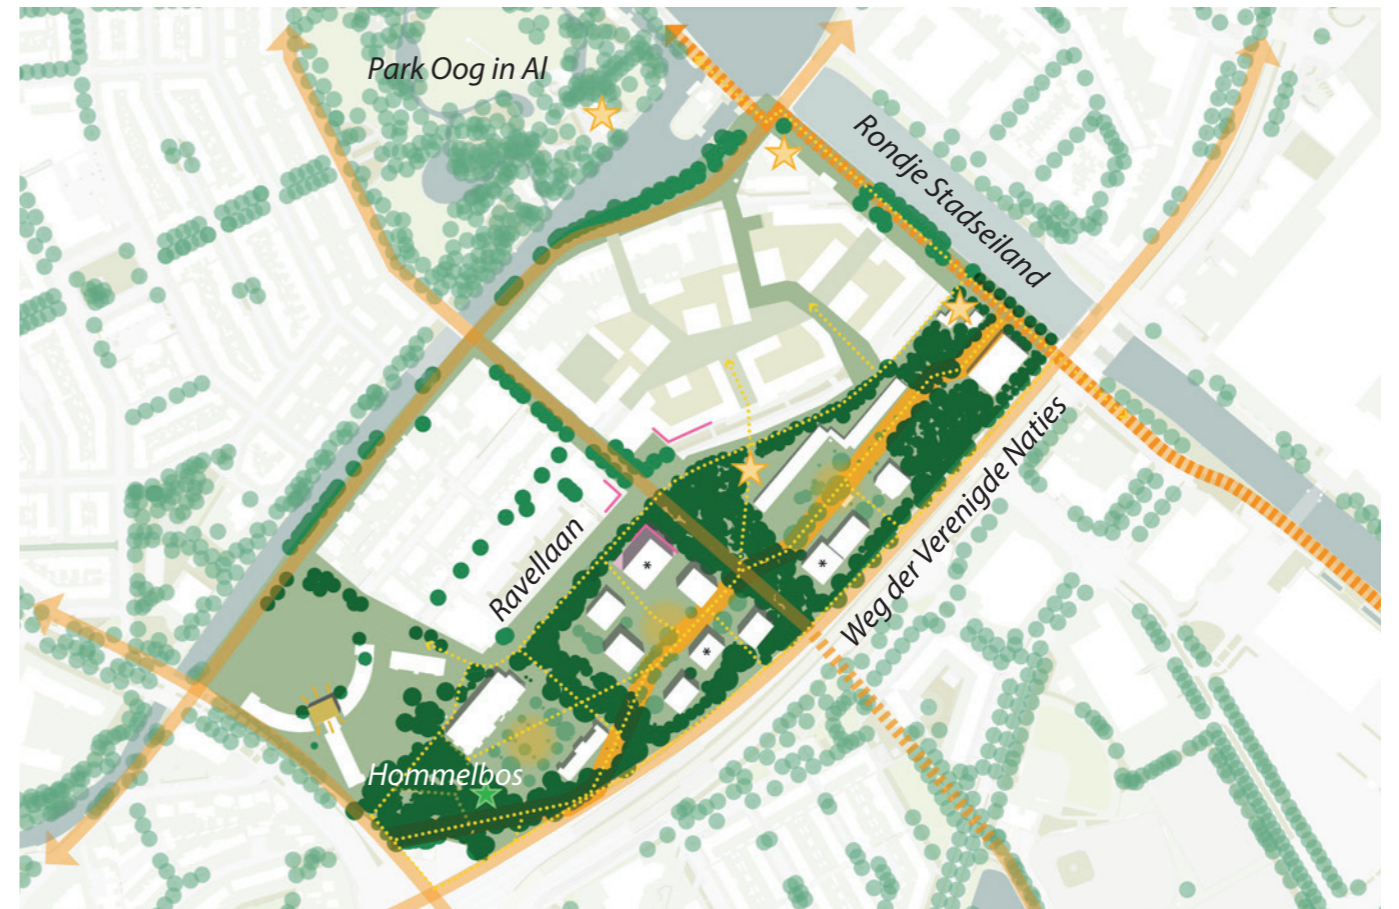 Park Oog in Al
Rondje Stadseiland
Ravellaan
Weg der Verenigde Naties
Hommelbos
*
*
*